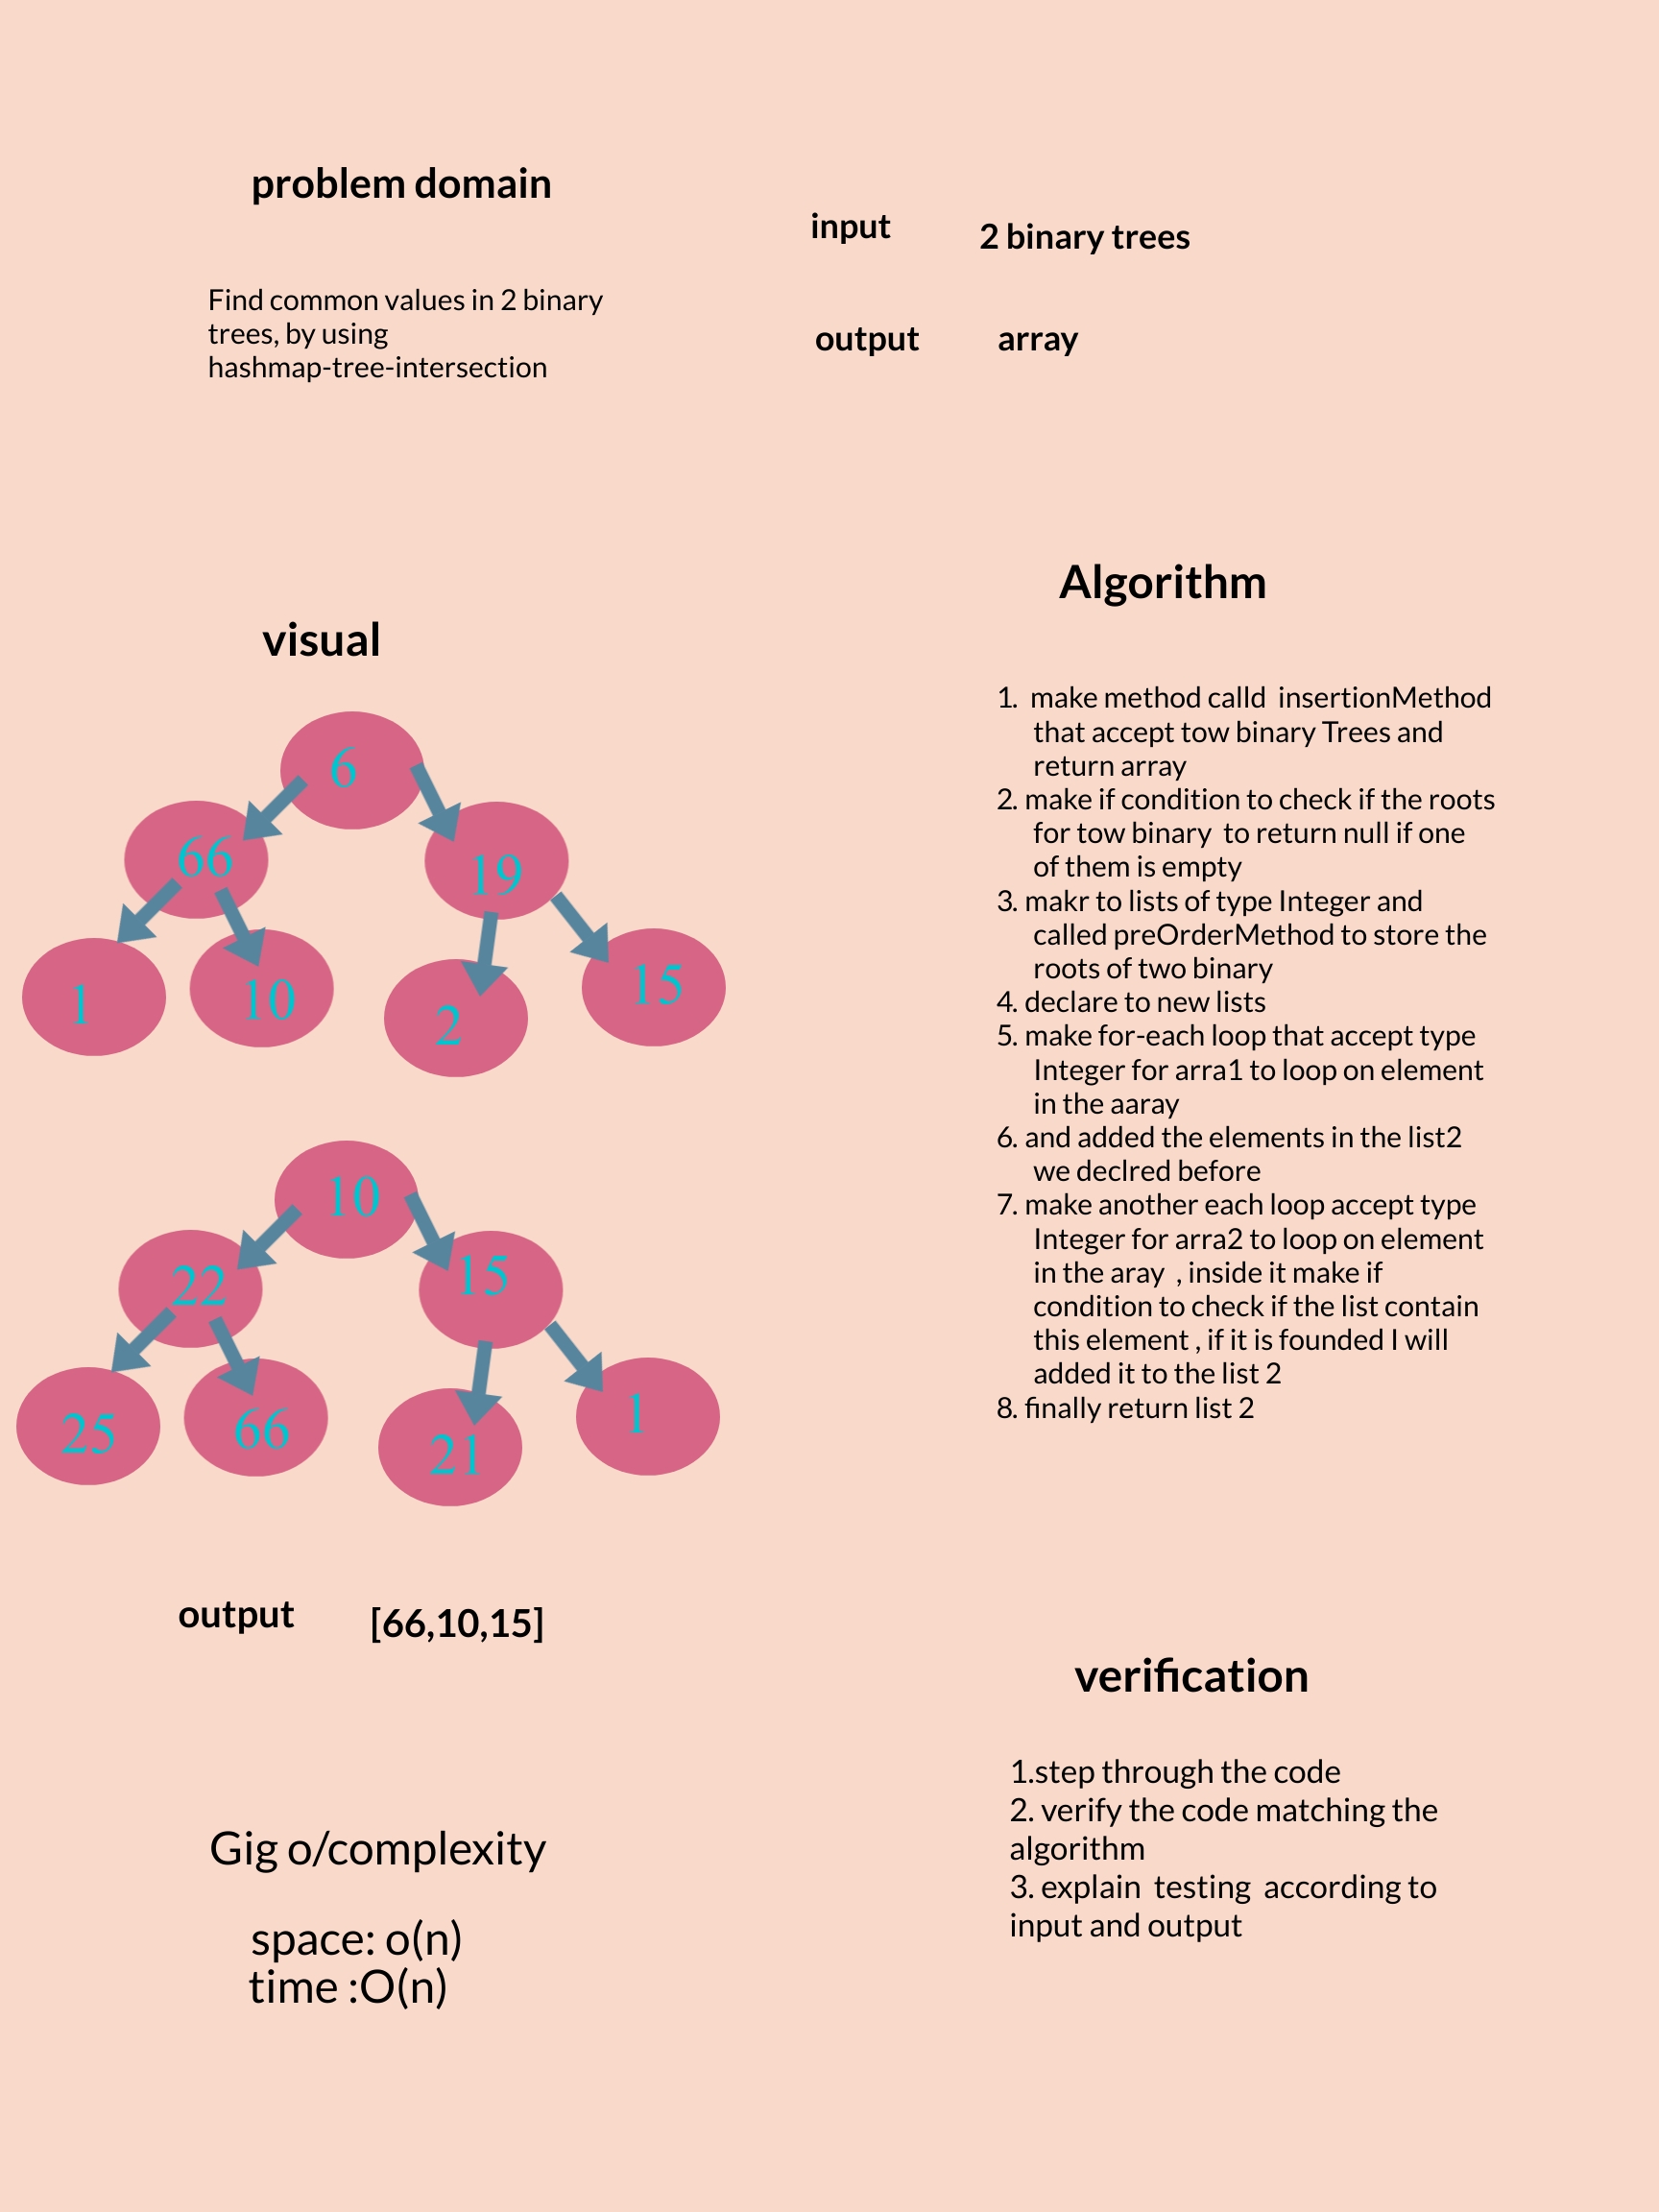 problem domain
input 2 binary trees
Find common values in 2 binary
trees, by using
hashmap-tree-intersection
output array
Algorithm
visual
1. make method calld insertionMethod
that accept tow binary Trees and
return array
2. make if condition to check if the roots
for tow binary to return null if one
of them is empty
3. makr to lists of type Integer and
called preOrderMethod to store the
roots of two binary
4. declare to new lists
5. make for-each loop that accept type
Integer for arra1 to loop on element
in the aaray
6. and added the elements in the list2
we declred before
7. make another each loop accept type
Integer for arra2 to loop on element
in the aray , inside it make if
condition to check if the list contain
this element , if it is founded I will
added it to the list 2
8. finally return list 2
6
66 19
1 10 2 15
10
22 15
25 66 21 1
output [66,10,15]
verification
1.step through the code
2. verify the code matching the
algorithm
3. explain testing according to
input and output
Gig o/complexity
space: o(n)
time :O(n)